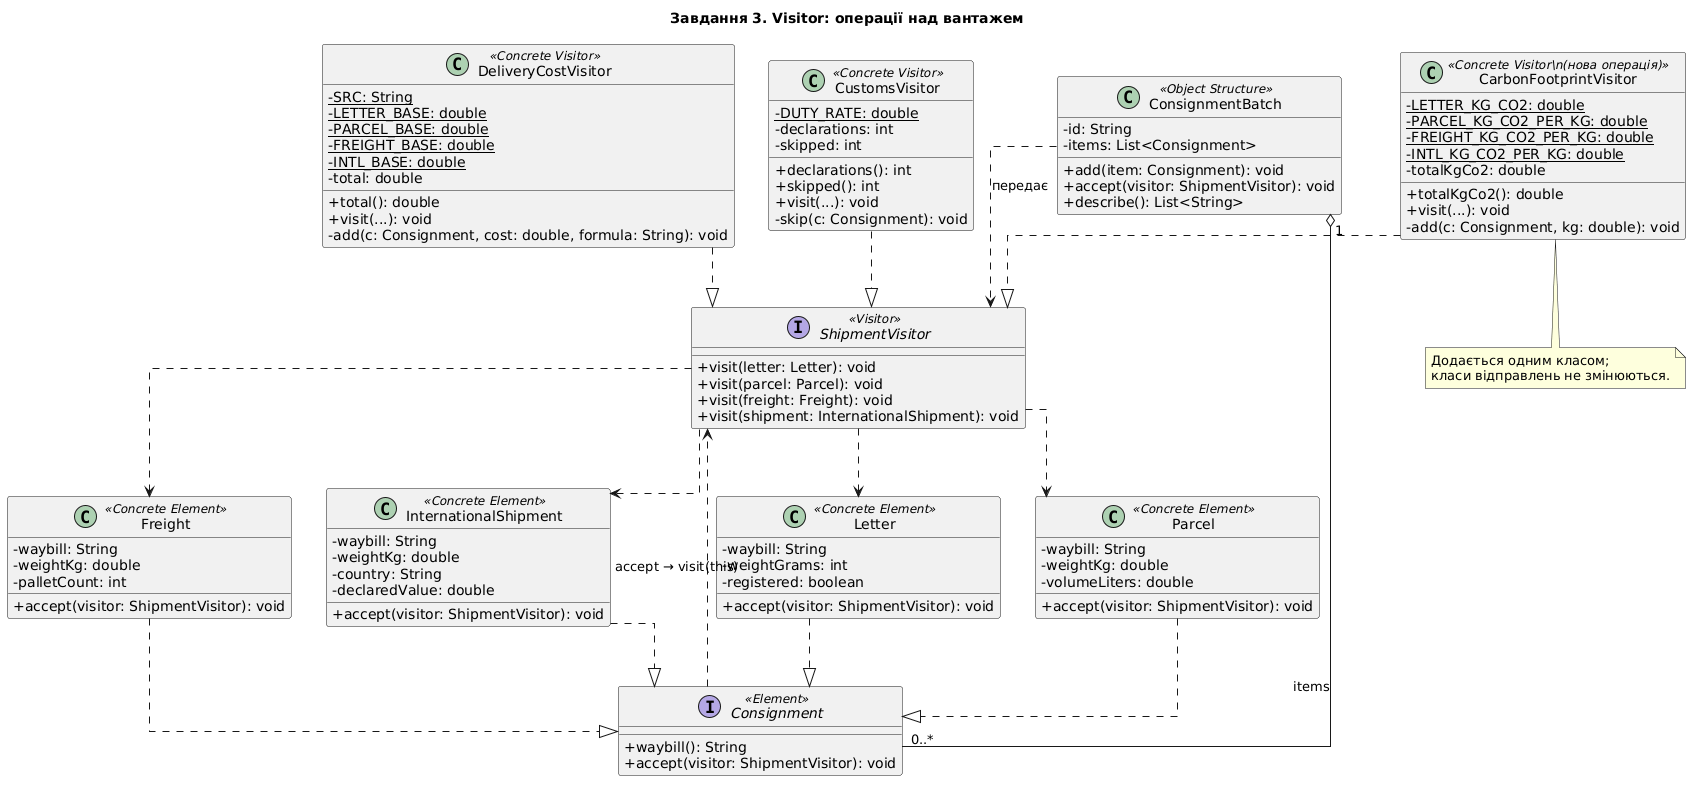 Завдання 3. Visitor: операції над вантажем
«Concrete Visitor»
DeliveryCostVisitor
-SRC: String
-LETTER_BASE: double
-PARCEL_BASE: double
-FREIGHT_BASE: double
-INTL_BASE: double
-total: double
+total(): double
+visit(...): void
-add(c: Consignment, cost: double, formula: String): void
«Concrete Visitor»
CustomsVisitor
-DUTY_RATE: double
-declarations: int
-skipped: int
+declarations(): int
+skipped(): int
+visit(...): void
-skip(c: Consignment): void
«Object Structure»
ConsignmentBatch
-id: String
-items: List<Consignment>
+add(item: Consignment): void
+accept(visitor: ShipmentVisitor): void
+describe(): List<String>
«Concrete Visitor\n(нова операція)»
CarbonFootprintVisitor
-LETTER_KG_CO2: double
-PARCEL_KG_CO2_PER_KG: double
-FREIGHT_KG_CO2_PER_KG: double
-INTL_KG_CO2_PER_KG: double
-totalKgCo2: double
+totalKgCo2(): double
+visit(...): void
-add(c: Consignment, kg: double): void
передає
1
«Visitor»
ShipmentVisitor
+visit(letter: Letter): void
+visit(parcel: Parcel): void
+visit(freight: Freight): void
+visit(shipment: InternationalShipment): void
Додається одним класом;
класи відправлень не змінюються.
«Concrete Element»
Freight
-waybill: String
-weightKg: double
-palletCount: int
+accept(visitor: ShipmentVisitor): void
«Concrete Element»
InternationalShipment
-waybill: String
-weightKg: double
-country: String
-declaredValue: double
+accept(visitor: ShipmentVisitor): void
accept → visit(this)
«Concrete Element»
Letter
-waybill: String
-weightGrams: int
-registered: boolean
+accept(visitor: ShipmentVisitor): void
«Concrete Element»
Parcel
-waybill: String
-weightKg: double
-volumeLiters: double
+accept(visitor: ShipmentVisitor): void
items
«Element»
Consignment
+waybill(): String
+accept(visitor: ShipmentVisitor): void
0..*